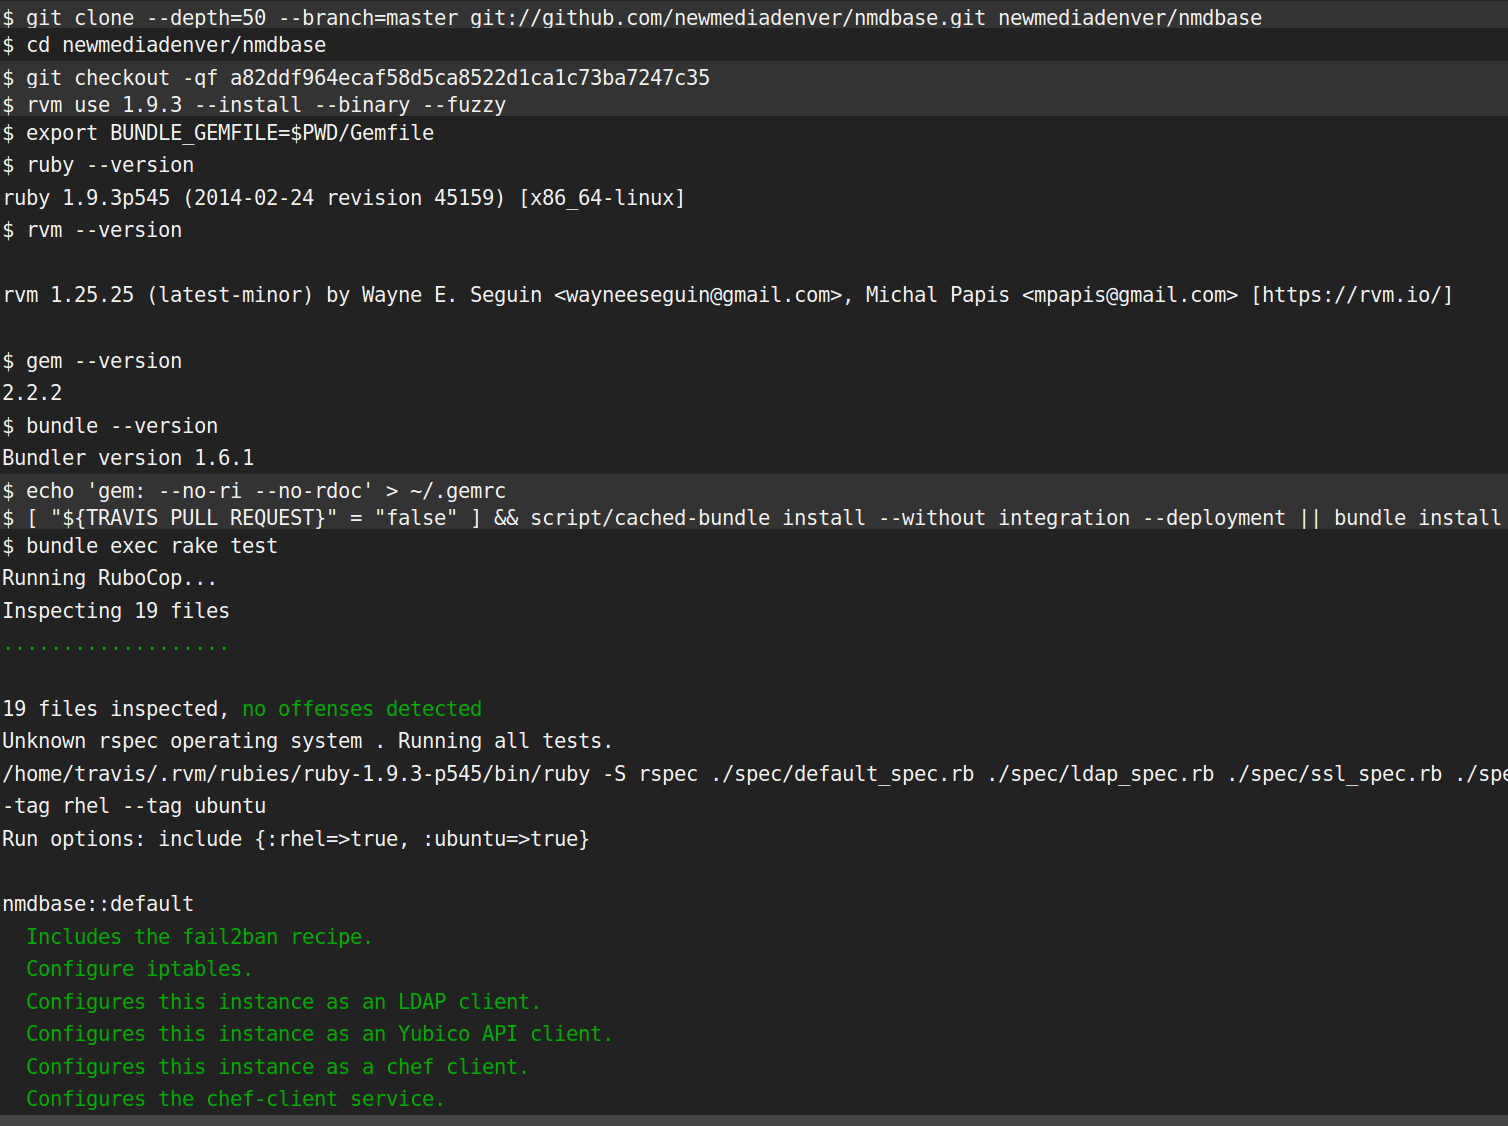 $ git clone --depth=50 --branch=master git://github.com/newmediadenver/nmdbase.git newmediadenver/nmdbase
$ cd newmediadenver/nmdbase
$ git checkout -qf a82ddf964ecaf58d5ca8522d1ca1c73ba7247c35
$ rvm use 1.9.3 --install --binary --fuzzy
$ export BUNDLE_GEMFILE=$PWD/Gemfile
$ ruby --version
ruby 1.9.3p545 (2014-02-24 revision 45159) [x86_64-linux]
$ rvm --version
rvm 1.25.25 (latest-minor) by Wayne E. Seguin <wayneeseguin@gmail.com>, Michal Papis <mpapis@gmail.com> [https://rvm.io/]
$ gem --version
2.2.2
$ bundle --version
Bundler version 1.6.1
$ echo 'gem: --no-ri --no-rdoc' > ~/.gemrc
$ [ "${TRAVIS_PULL_REQUEST}" = "false" ] && script/cached-bundle install --without integration --deployment || bundle install
$ bundle exec rake test
Running RuboCop...
Inspecting 19 files
...................
19 files inspected, no offenses detected
Unknown rspec operating system . Running all tests.
/home/travis/.rvm/rubies/ruby-1.9.3-p545/bin/ruby -S rspec ./spec/default_spec.rb ./spec/ldap_spec.rb ./spec/ssl_spec.rb ./spe
-tag rhel --tag ubuntu
Run options: include {:rhel=>true, :ubuntu=>true}
nmdbase::default
Includes the fail2ban recipe.
Configure iptables.
Configures this instance as an LDAP client.
Configures this instance as an Yubico API client.
Configures this instance as a chef client.
Configures the chef-client service.